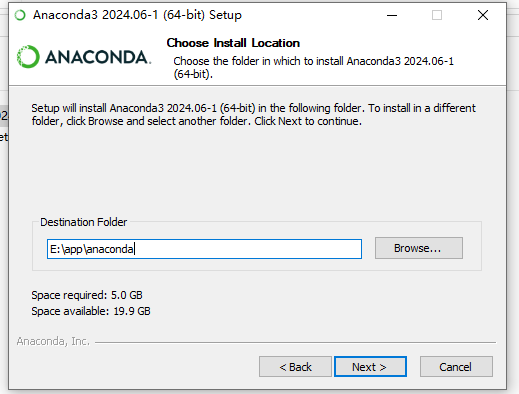 Anaconda3 2024.06-1 (64-bit) Setup
ANACONDA.
Choose Install Location
Choose the folder in which to install Anaconda3 2024.06-1
(64-bit).
Setup will install Anaconda3 2024.06-1 (64-bit) in the following folder. To install in a different
folder, click Browse and select another folder. Click Next to continue.
Destination Folder
E:\app\anaconda
Browse...
Space required: 5.0 GB
Space available: 19.9 GB
Anaconda, Inc.
< Back
Next >
Cancel